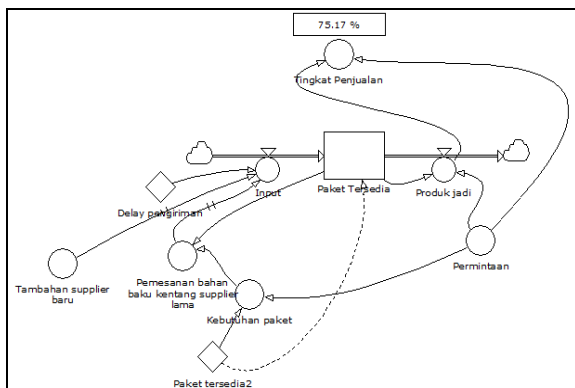 75.17 %
Tingkat Penjualan
Paket Tersedia
Input
Produk jadi
Delay pengiriman
Permintaan
Tambahan supplier
baru
Pemesanan bahan
baku kentang supplier
lama
Kebutuhan paket
Paket tersedia2